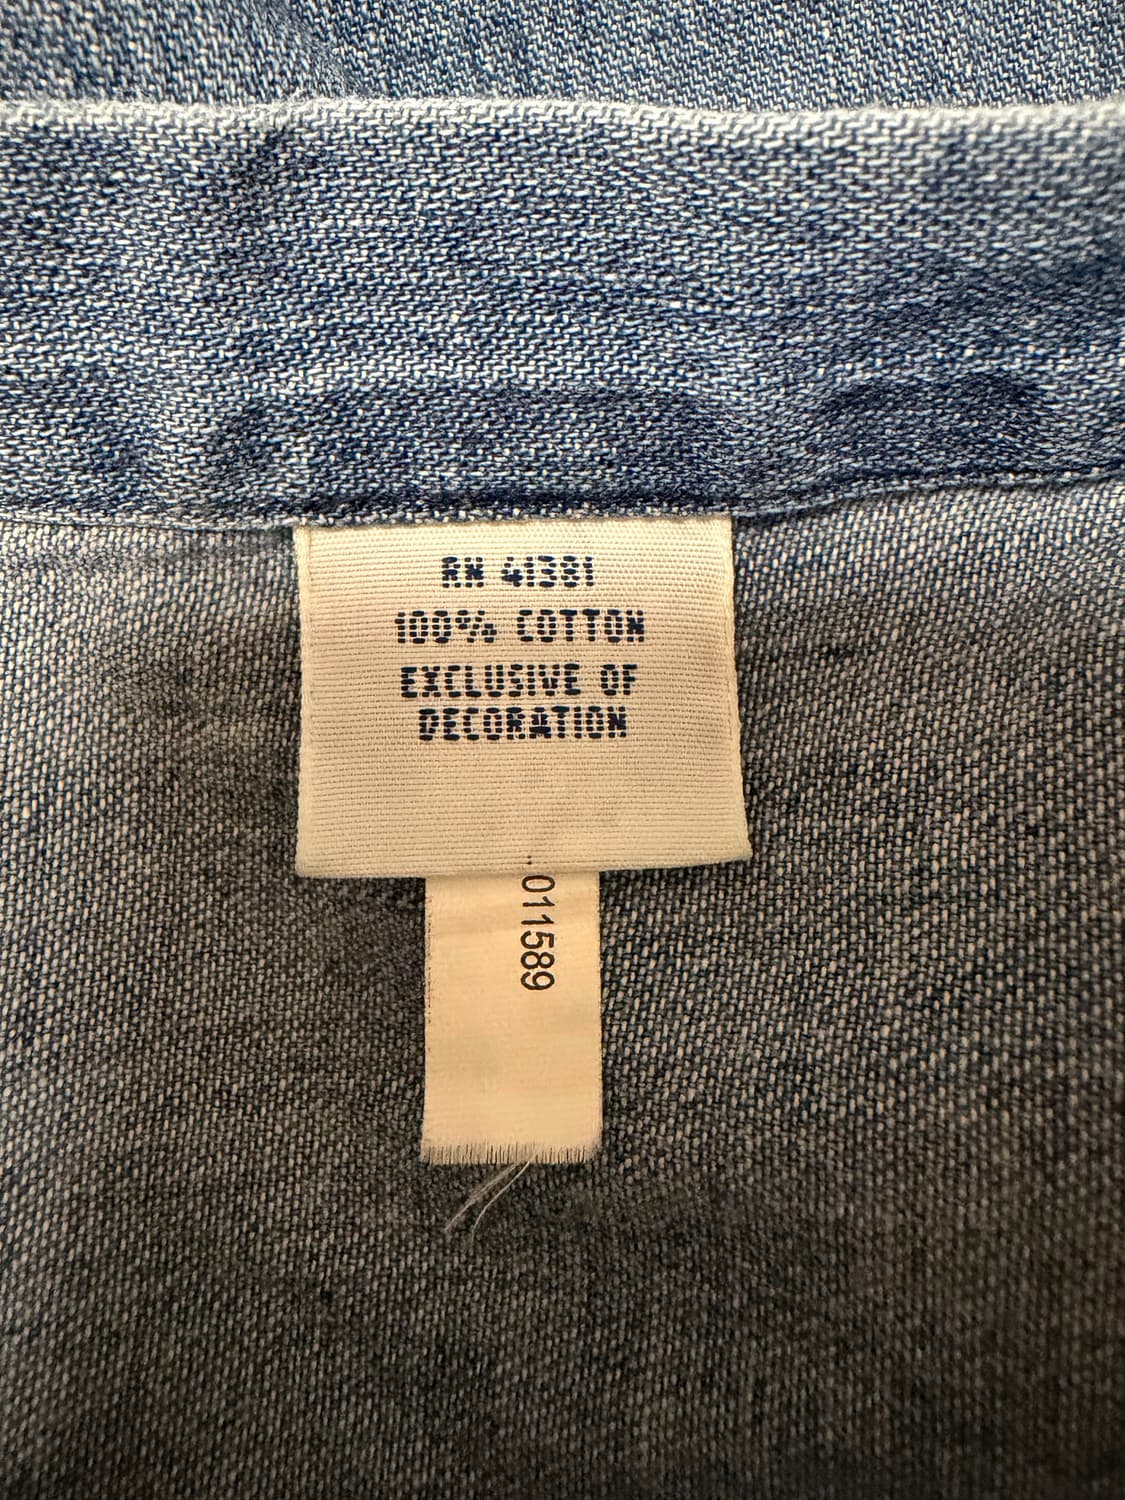 RN 41381
100% COTTON
EXCLUSIVE OF
DECORATION
011589